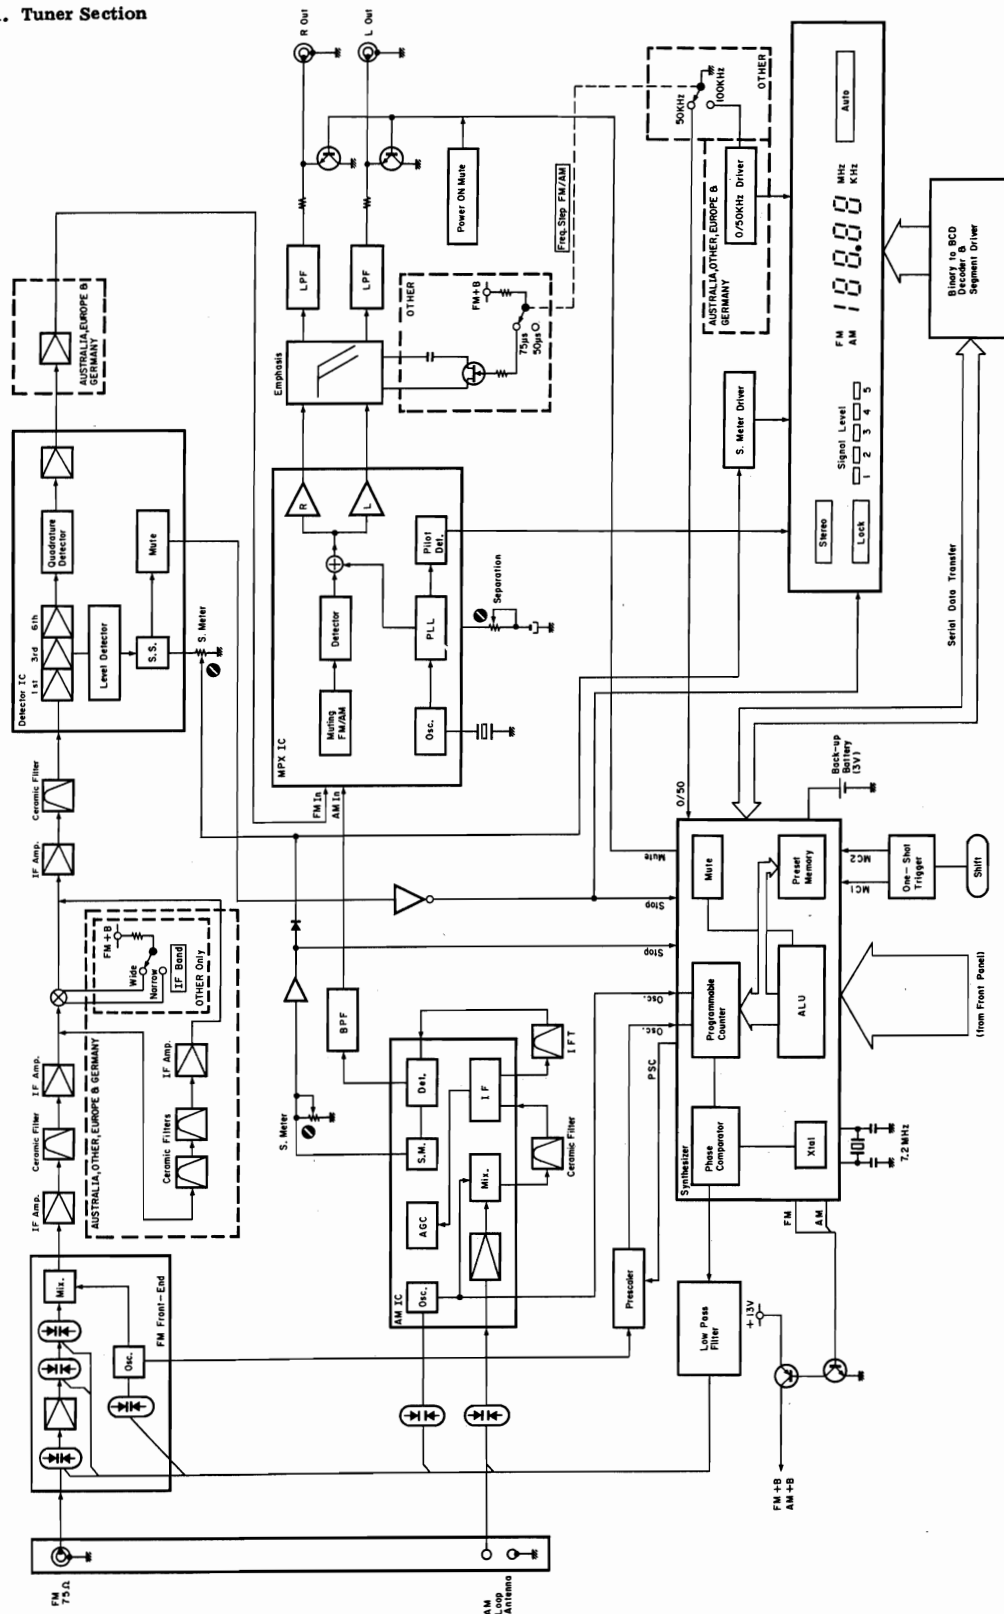 . Tuner Section
FM
75Ω
AM
Loop
Antenna
FM Front-End
Mix.
Osc.
IF Amp.
Ceramic Filter
IF Amp.
AUSTRALIA, OTHER, EUROPE & GERMANY
Ceramic Filters
IF Amp.
FM+B
Wide
Narrow
IF Band
OTHER Only
IF Amp.
Ceramic Filter
Detector IC
1st
3rd
6th
Quadrature
Detector
Level Detector
S.S.
Mute
S. Meter
AUSTRALIA, EUROPE &
GERMANY
S. Meter
BPF
AM IC
Osc.
AGC
S.M.
Det.
Mix.
IF
Ceramic Filter
IFT
FM In
AM In
MPX IC
Muting
FM/AM
Detector
R
L
Osc.
PLL
Pilot
Det.
Separation
Emphasis
LPF
LPF
OTHER
FM+B
75μs
50μs
R Out
L Out
Power ON Mute
Freq. Step FM/AM
50KHz
100KHz
OTHER
AUSTRALIA, OTHER, EUROPE &
GERMANY
0/50KHz Driver
S. Meter Driver
Prescaler
PSC
Osc.
Osc.
Stop
Stop
Mute
0/50
Low Pass
Filter
+13V
FM+B
AM+B
FM
AM
Synthesizer
Phase
Comparator
Programmable
Counter
Mute
Xtal
ALU
Preset
Memory
7.2MHz
(from Front Panel)
MC1
MC2
One-Shot
Trigger
Shift
Back-up
Battery
(3V)
Serial Data Transfer
Stereo
Lock
Signal Level
1 2 3 4 5
FM
AM
188.88
MHz
KHz
Auto
Binary to BCD
Decoder &
Segment Driver